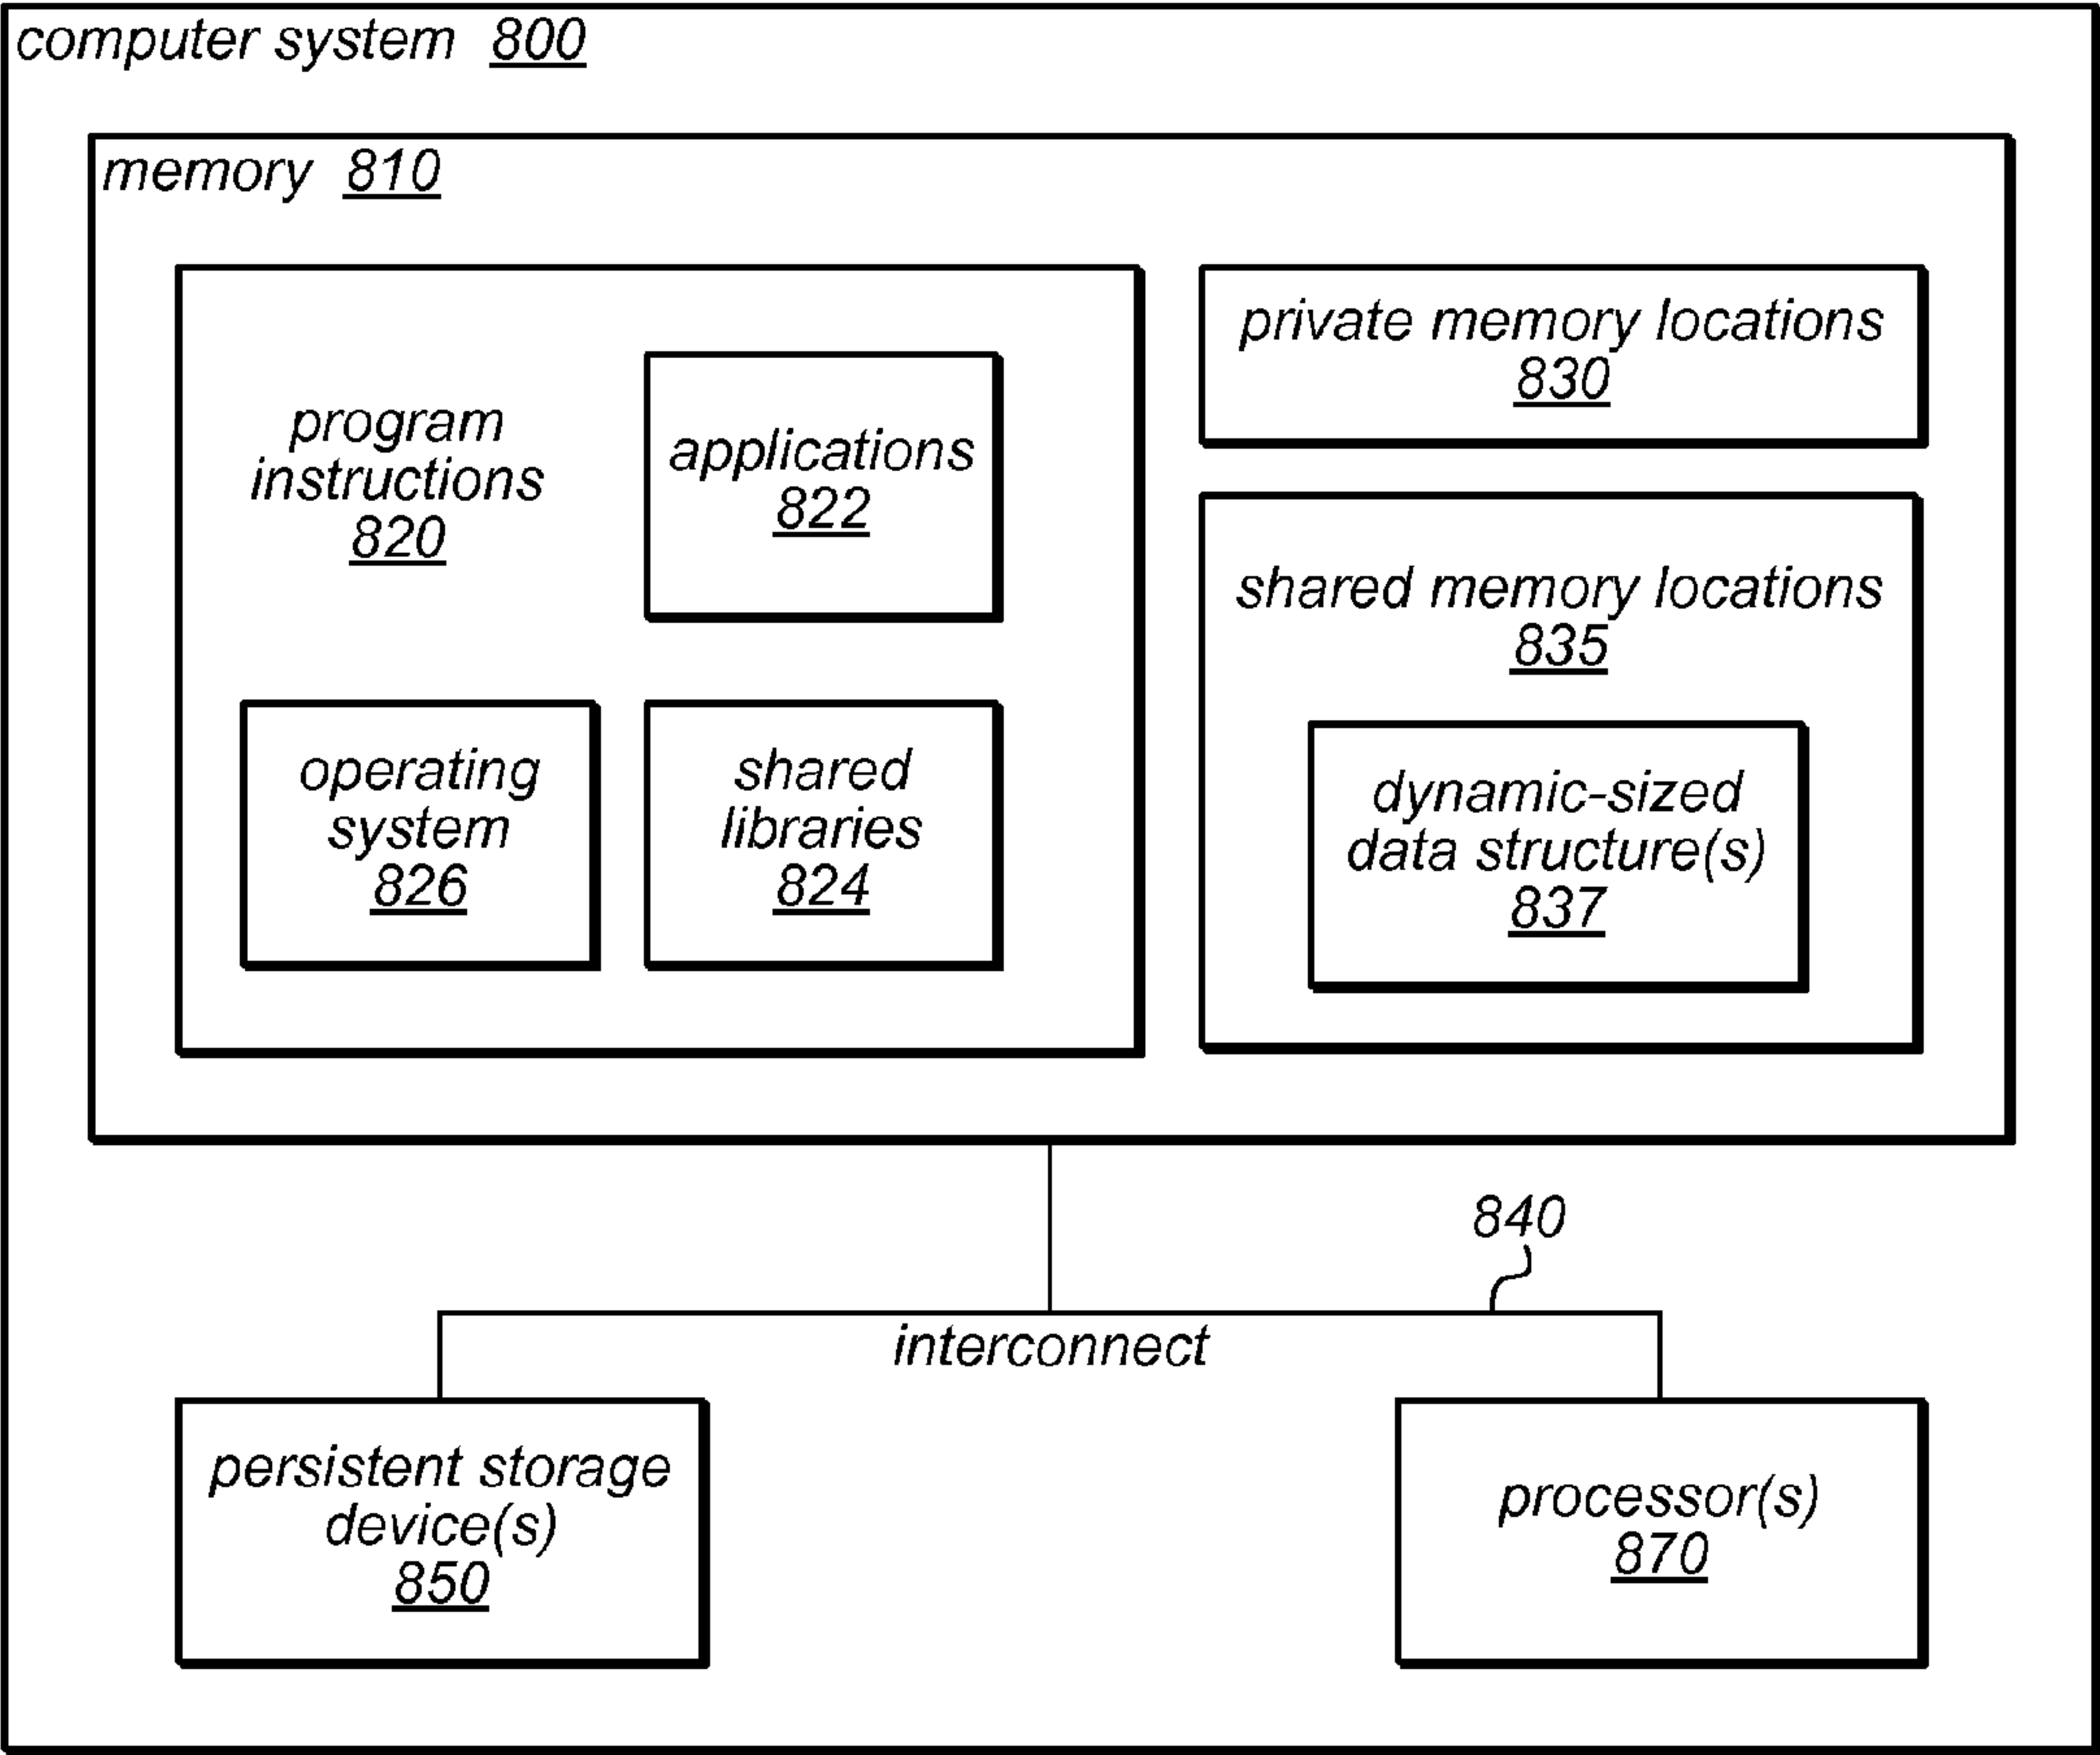 computer system 800
memory 810
program
instructions
820
applications
822
operating
system
826
shared
libraries
824
private memory locations
830
shared memory locations
835
dynamic-sized
data structure(s)
837
840
interconnect
persistent storage
device(s)
850
processor(s)
870